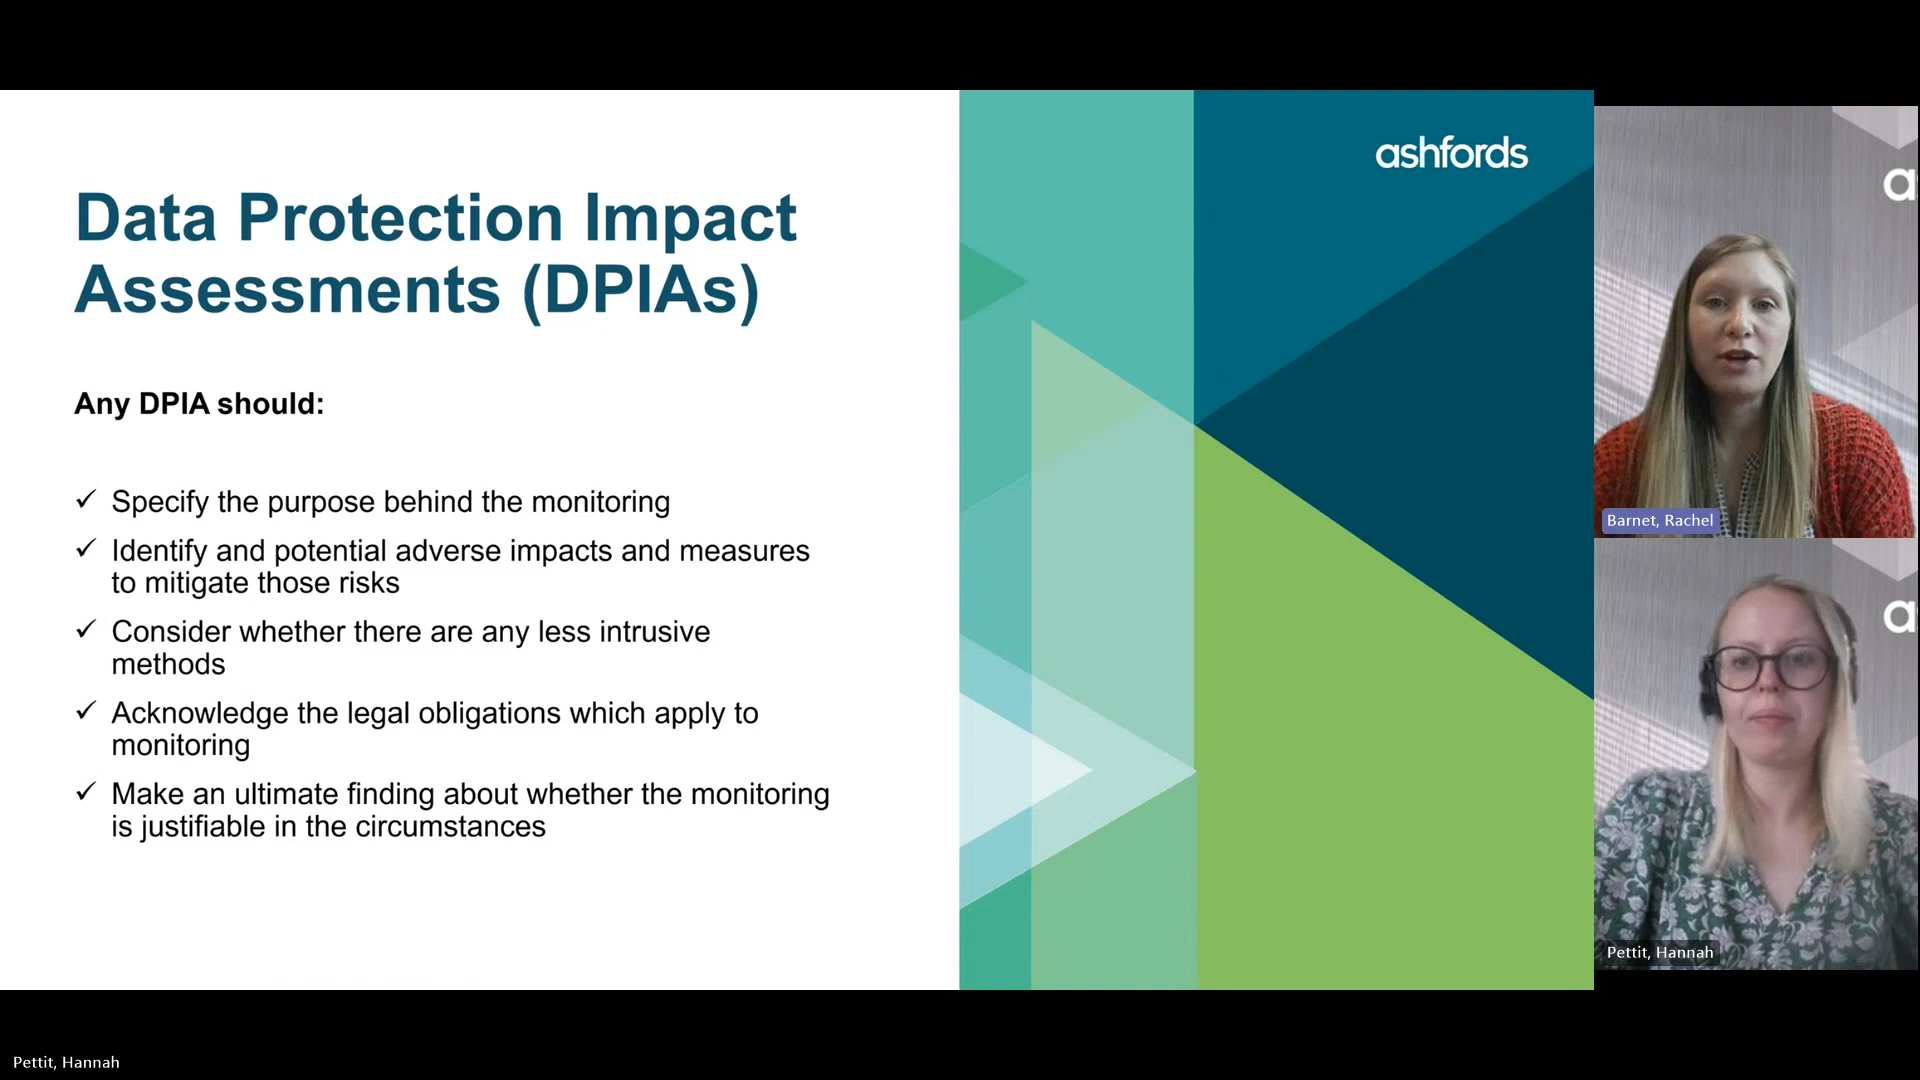 Data Protection Impact
Assessments (DPIAs)
Any DPIA should:
✓ Specify the purpose behind the monitoring
✓ Identify and potential adverse impacts and measures
to mitigate those risks
✓ Consider whether there are any less intrusive
methods
✓ Acknowledge the legal obligations which apply to
monitoring
✓ Make an ultimate finding about whether the monitoring
is justifiable in the circumstances
ashfords
a
Barnet, Rachel
a
Pettit, Hannah
Pettit, Hannah